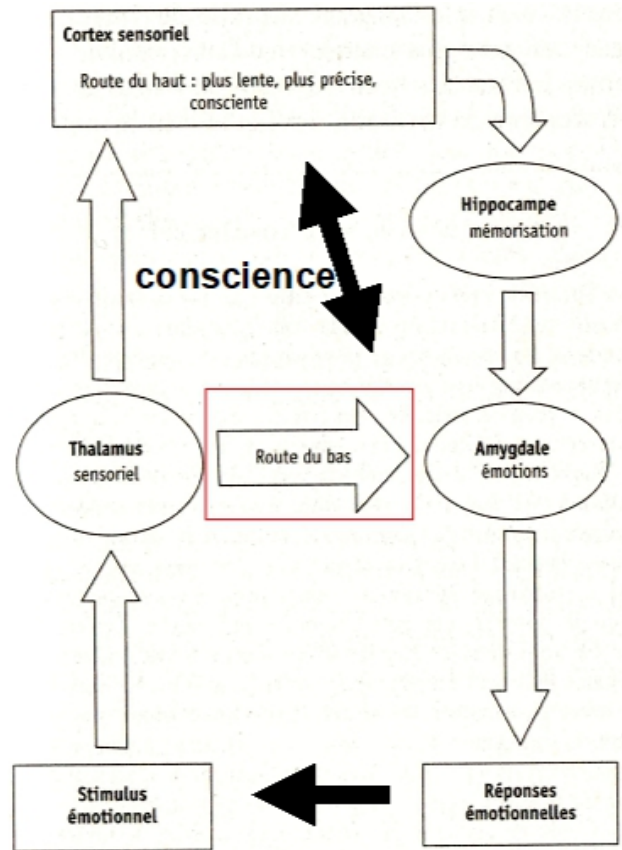 Cortex sensoriel
Route du haut : plus lente, plus précise,
consciente
Hippocampe
mémorisation
conscience
Thalamus
sensoriel
Route du bas
Amygdale
émotions
Stimulus
émotionnel
Réponses
émotionnelles